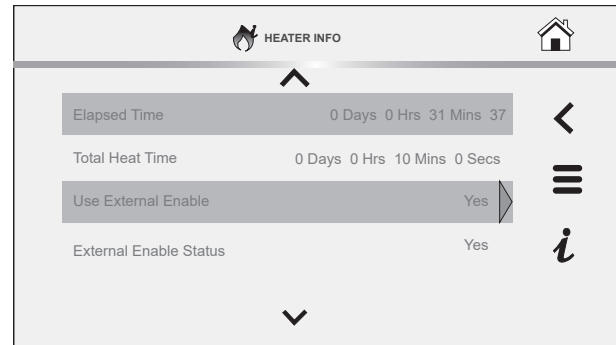 HEATER INFO
Elapsed Time 0 Days 0 Hrs 31 Mins 37
Total Heat Time 0 Days 0 Hrs 10 Mins 0 Secs
Use External Enable Yes
External Enable Status Yes
i